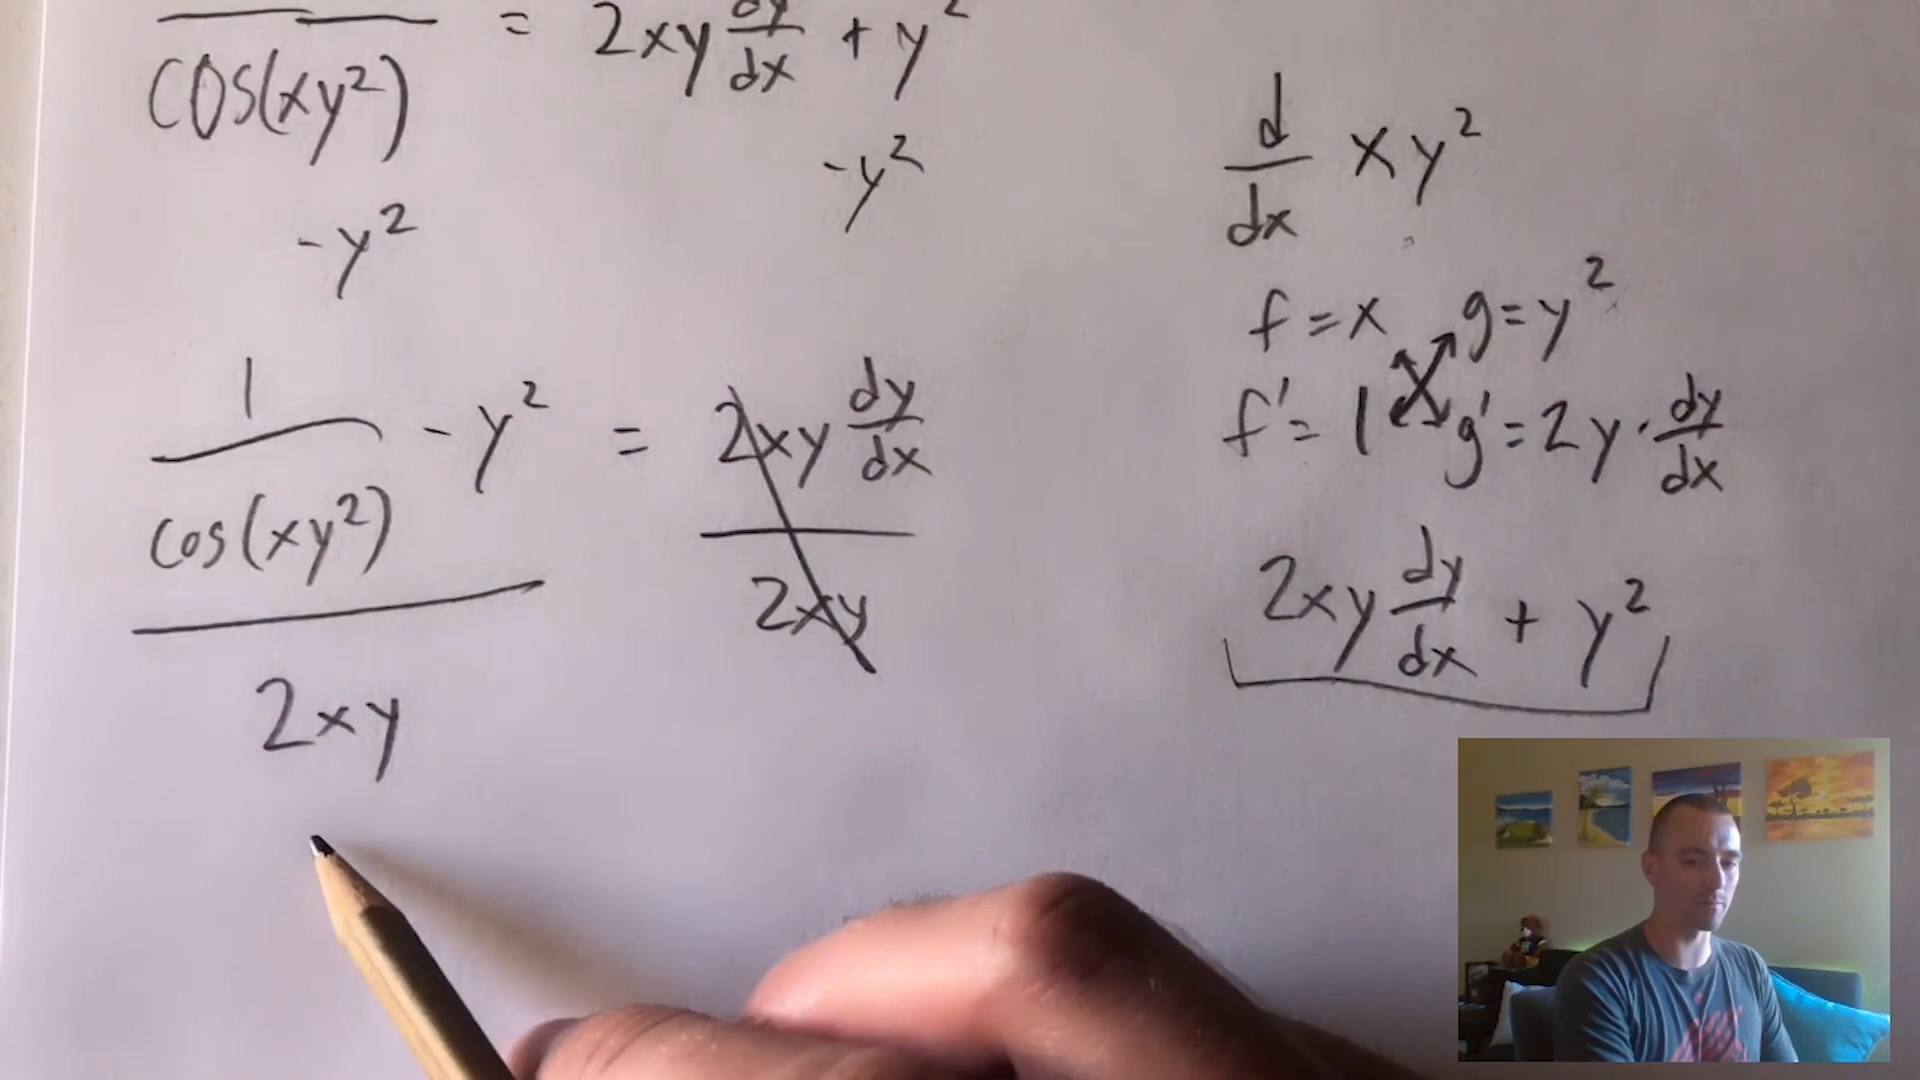 cos(xy²) = 2xy dy/dx + y²
-y² -y²
1/cos(xy²) - y² = 2xy dy/dx
2xy 2xy
d/dx xy²
f = x g = y²
f' = 1 g' = 2y · dy/dx
2xy dy/dx + y²